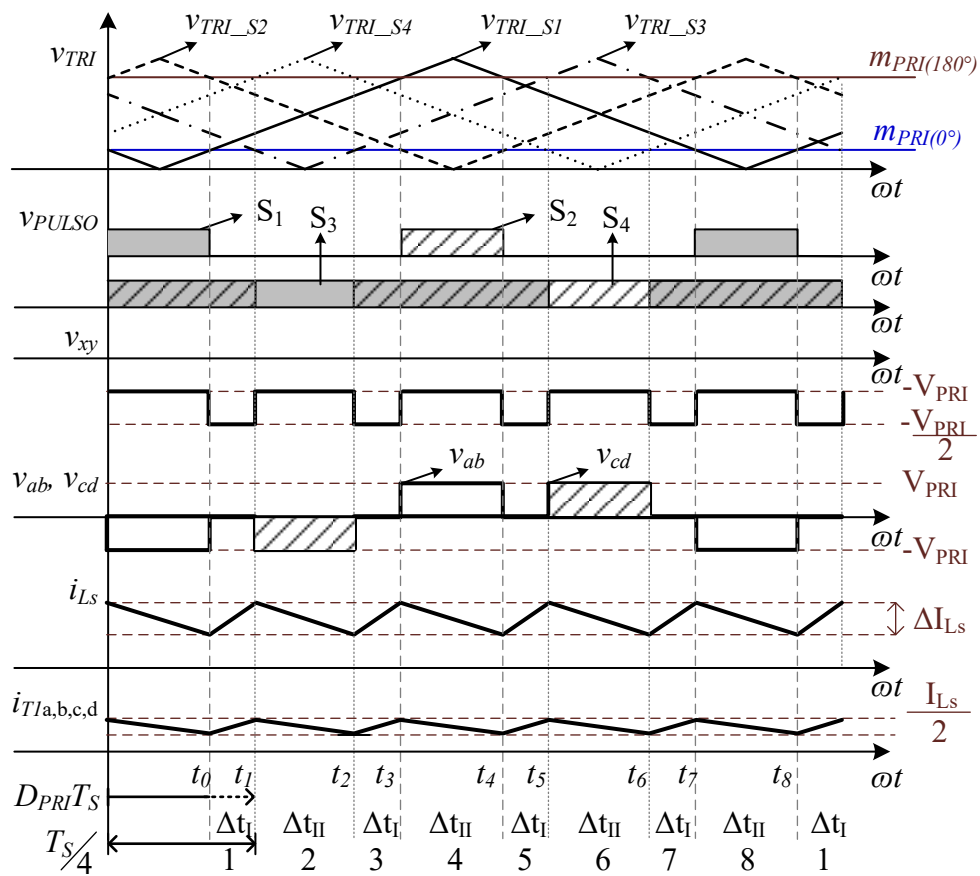 v_TRI v_TRI_S2 v_TRI_S4 v_TRI_S1 v_TRI_S3
m_PRI(180°)
m_PRI(0°)
ωt
v_PULSO S₁ S₃ S₂ S₄
ωt
ωt
v_xy
ωt
-V_PRI
-V_PRI
2
v_ab, v_cd v_ab v_cd V_PRI
ωt -V_PRI
i_Ls
ΔI_Ls
ωt
i_T1a,b,c,d I_Ls
2
t₀ t₁ t₂ t₃ t₄ t₅ t₆ t₇ t₈ ωt
D_PRIT_S
Δt_I Δt_II Δt_I Δt_II Δt_I Δt_II Δt_I Δt_II Δt_I
T_S/4 1 2 3 4 5 6 7 8 1